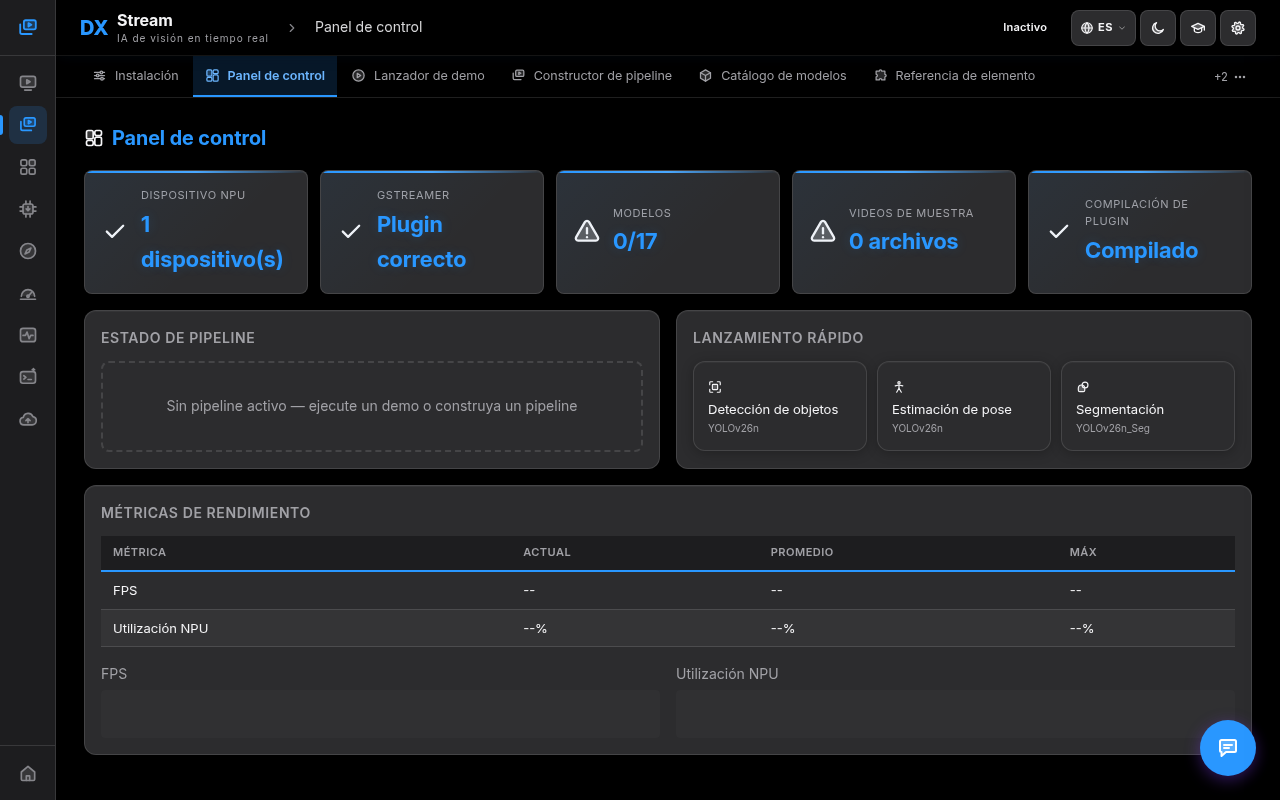 DX Stream
IA de visión en tiempo real
Panel de control
Inactivo
ES
Instalación
Panel de control
Lanzador de demo
Constructor de pipeline
Catálogo de modelos
Referencia de elemento
+2
Panel de control
DISPOSITIVO NPU
1
dispositivo(s)
GSTREAMER
Plugin
correcto
MODELOS
0/17
VIDEOS DE MUESTRA
0 archivos
COMPILACIÓN DE
PLUGIN
Compilado
ESTADO DE PIPELINE
Sin pipeline activo — ejecute un demo o construya un pipeline
LANZAMIENTO RÁPIDO
Detección de objetos
YOLOv26n
Estimación de pose
YOLOv26n
Segmentación
YOLOv26n_Seg
MÉTRICAS DE RENDIMIENTO
MÉTRICA ACTUAL PROMEDIO MÁX
FPS -- -- --
Utilización NPU --% --% --%
FPS
Utilización NPU